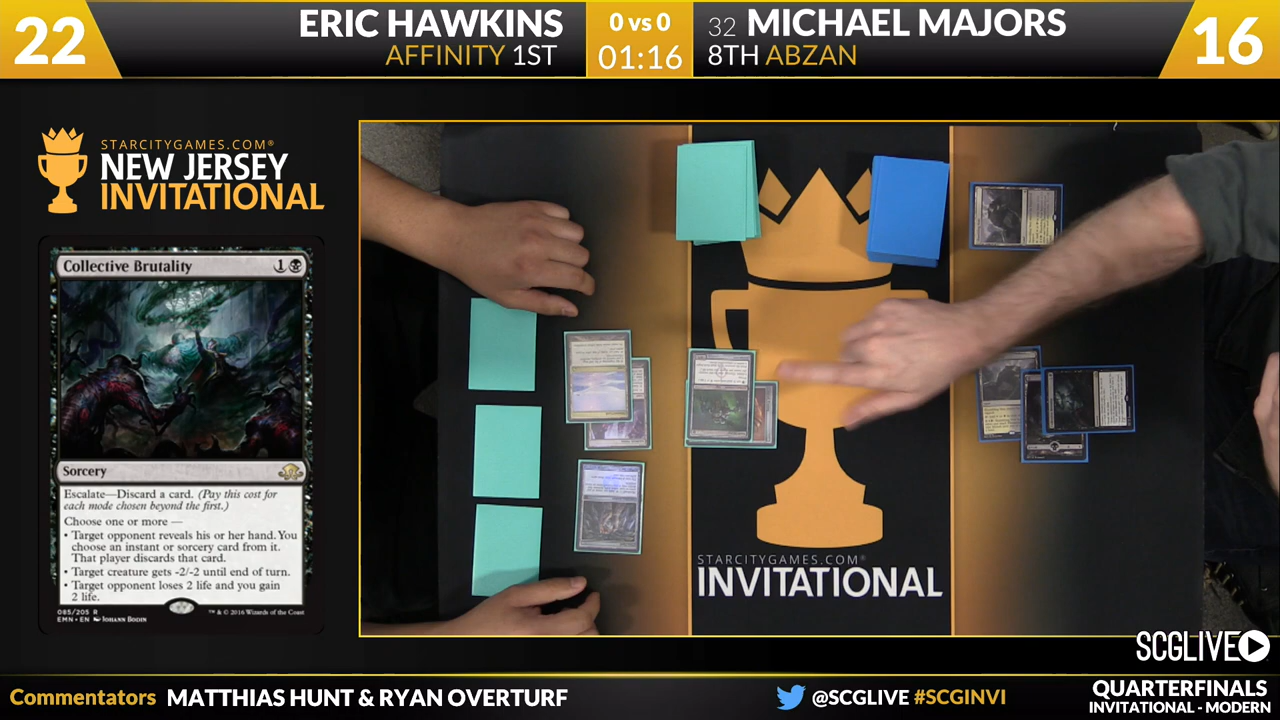 22
ERIC HAWKINS
AFFINITY 1ST
0 vs 0
01:16
32 MICHAEL MAJORS
8TH ABZAN
16
STARCITYGAMES.COM®
NEW JERSEY
INVITATIONAL
Collective Brutality 1
Sorcery
Escalate—Discard a card. (Pay this cost for
each mode chosen beyond the first.)
Choose one or more —
• Target opponent reveals his or her hand. You
choose an instant or sorcery card from it.
That player discards that card.
• Target creature gets -2/-2 until end of turn.
• Target opponent loses 2 life and you gain
2 life.
085/205 R
EMN • EN JOHANN BODIN
™ & © 2016 Wizards of the Coast
STARCITYGAMES.COM®
INVITATIONAL
SCGLIVE
Commentators MATTHIAS HUNT & RYAN OVERTURF
@SCGLIVE #SCGINVI
QUARTERFINALS
INVITATIONAL - MODERN